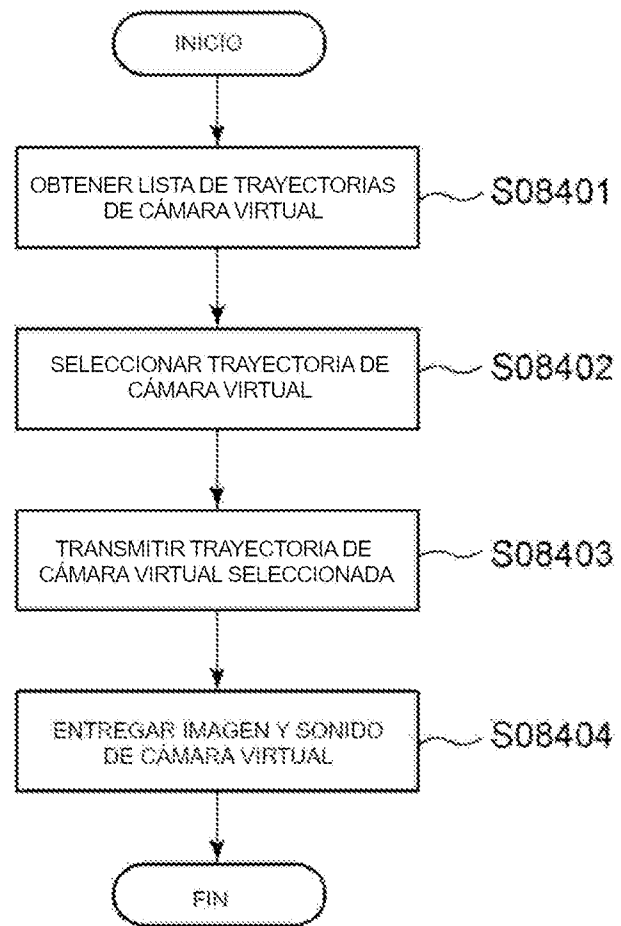 INICIO
OBTENER LISTA DE TRAYECTORIAS
DE CÁMARA VIRTUAL
S08401
SELECCIONAR TRAYECTORIA DE
CÁMARA VIRTUAL
S08402
TRANSMITIR TRAYECTORIA DE
CÁMARA VIRTUAL SELECCIONADA
S08403
ENTREGAR IMAGEN Y SONIDO
DE CÁMARA VIRTUAL
S08404
FIN